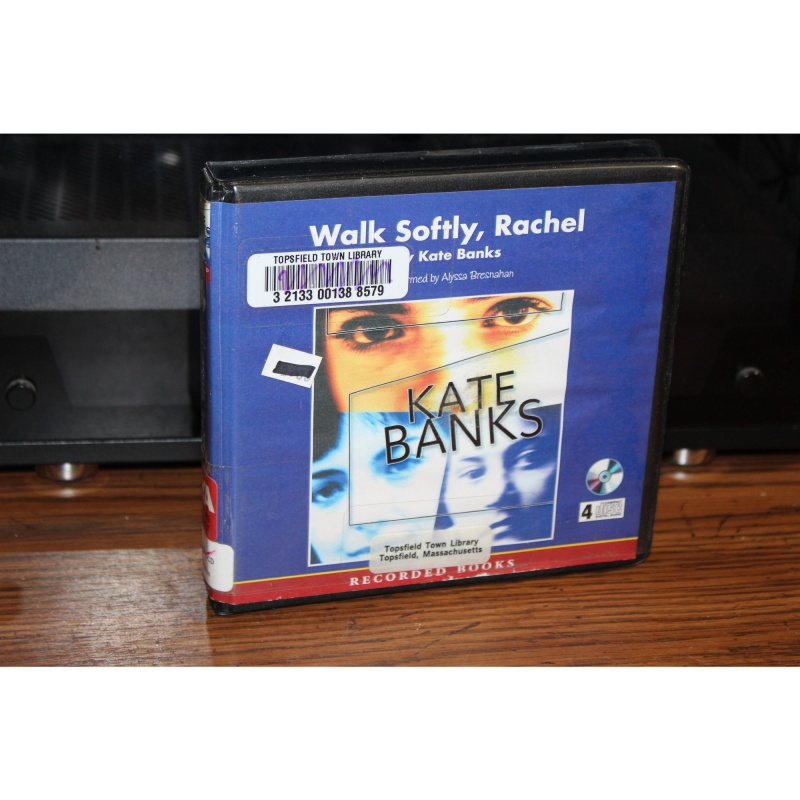 Walk Softly, Rachel
Kate Banks
Alyssa Bresnahan
TOPSFIELD TOWN LIBRARY
3 2133 00138 8579
KATE
BANKS
4
Topsfield Town Library
Topsfield, Massachusetts
RECORDED BOOKS